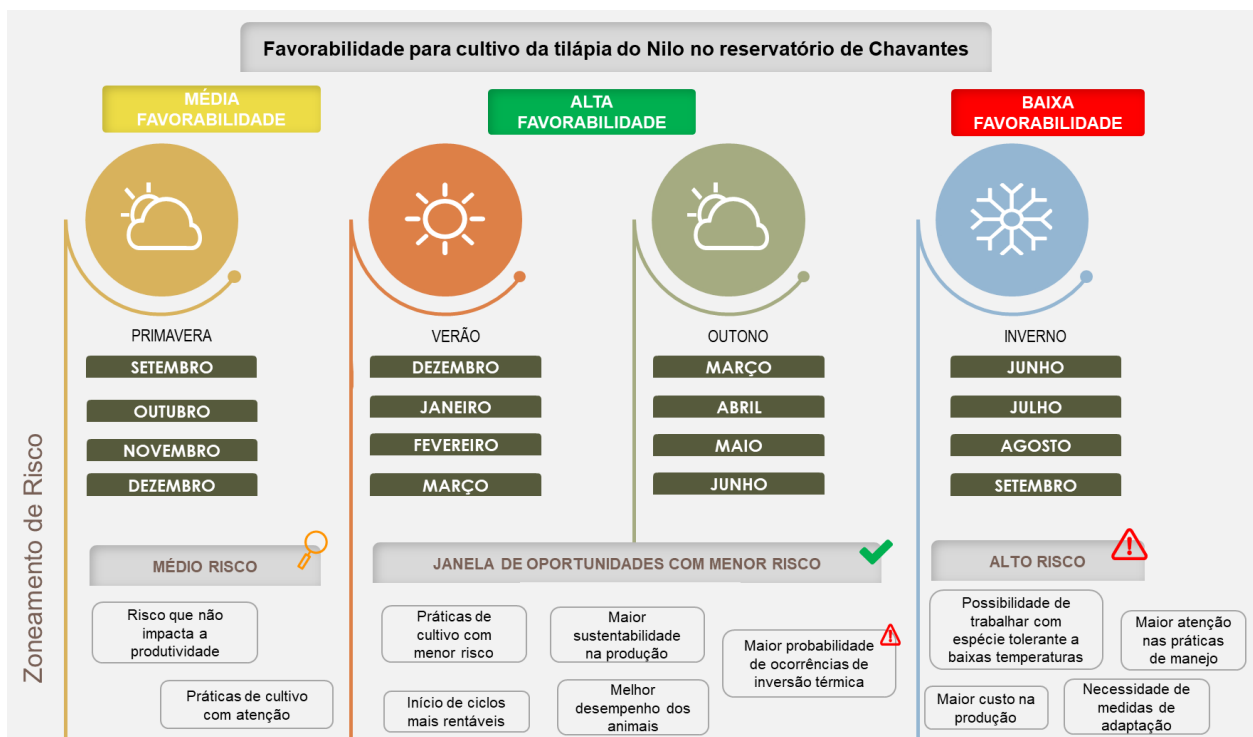 Favorabilidade para cultivo da tilápia do Nilo no reservatório de Chavantes
MÉDIA
FAVORABILIDADE
ALTA
FAVORABILIDADE
BAIXA
FAVORABILIDADE
PRIMAVERA
SETEMBRO
OUTUBRO
NOVEMBRO
DEZEMBRO
VERÃO
DEZEMBRO
JANEIRO
FEVEREIRO
MARÇO
OUTONO
MARÇO
ABRIL
MAIO
JUNHO
INVERNO
JUNHO
JULHO
AGOSTO
SETEMBRO
Zoneamento de Risco
MÉDIO RISCO
Risco que não
impacta a
produtividade
Práticas de cultivo
com atenção
JANELA DE OPORTUNIDADES COM MENOR RISCO
Práticas de
cultivo com
menor risco
Maior
sustentabilidade
na produção
Maior probabilidade
de ocorrências de
inversão térmica
Início de ciclos
mais rentáveis
Melhor
desempenho dos
animais
ALTO RISCO
Possibilidade de
trabalhar com
espécie tolerante a
baixas temperaturas
Maior atenção
nas práticas
de manejo
Maior custo na
produção
Necessidade de
medidas de
adaptação